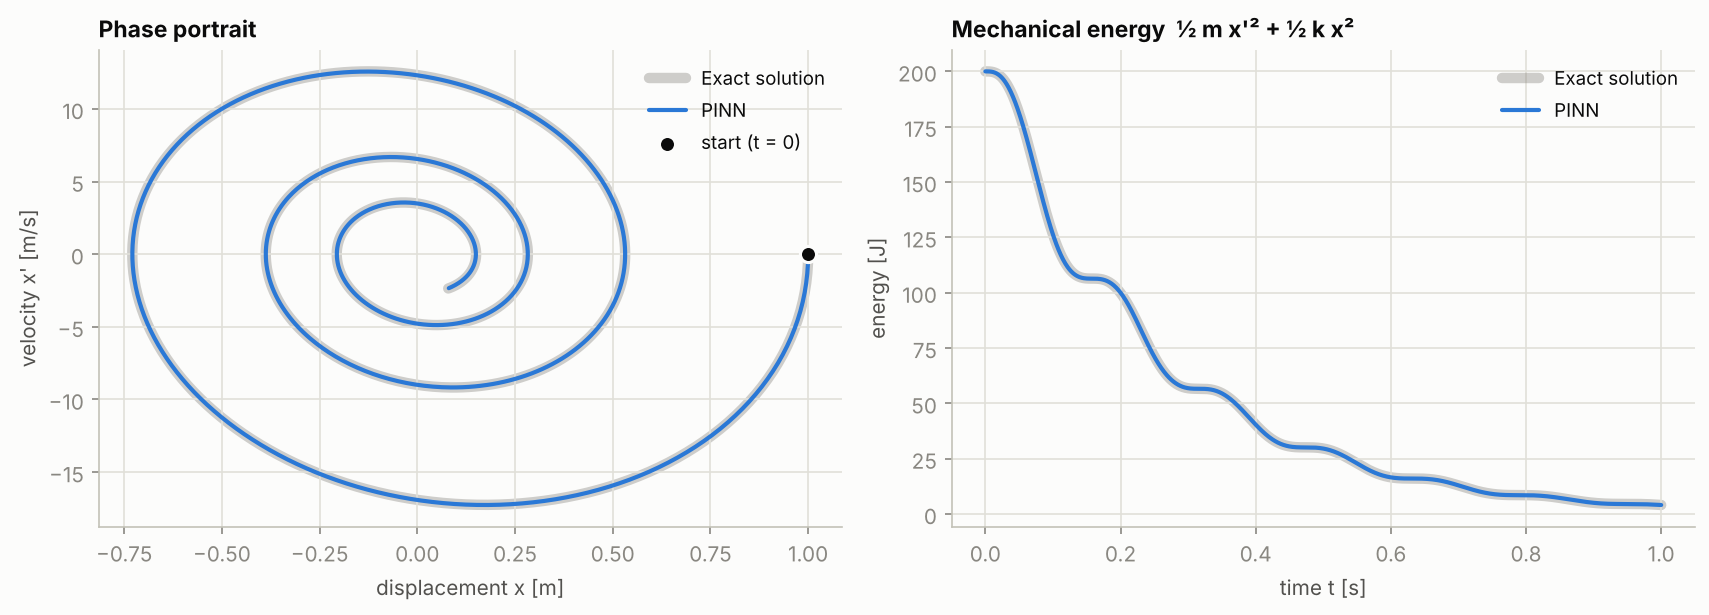 Phase portrait
Exact solution
PINN
start (t = 0)
10
5
0
−5
−10
−15
velocity x' [m/s]
−0.75
−0.50
−0.25
0.00
0.25
0.50
0.75
1.00
displacement x [m]
Mechanical energy ½ m x'² + ½ k x²
Exact solution
PINN
200
175
150
125
100
75
50
25
0
energy [J]
0.0
0.2
0.4
0.6
0.8
1.0
time t [s]